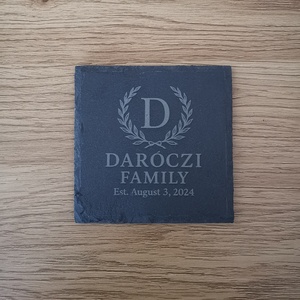 D
DARÓCZI
FAMILY
Est. August 3, 2024